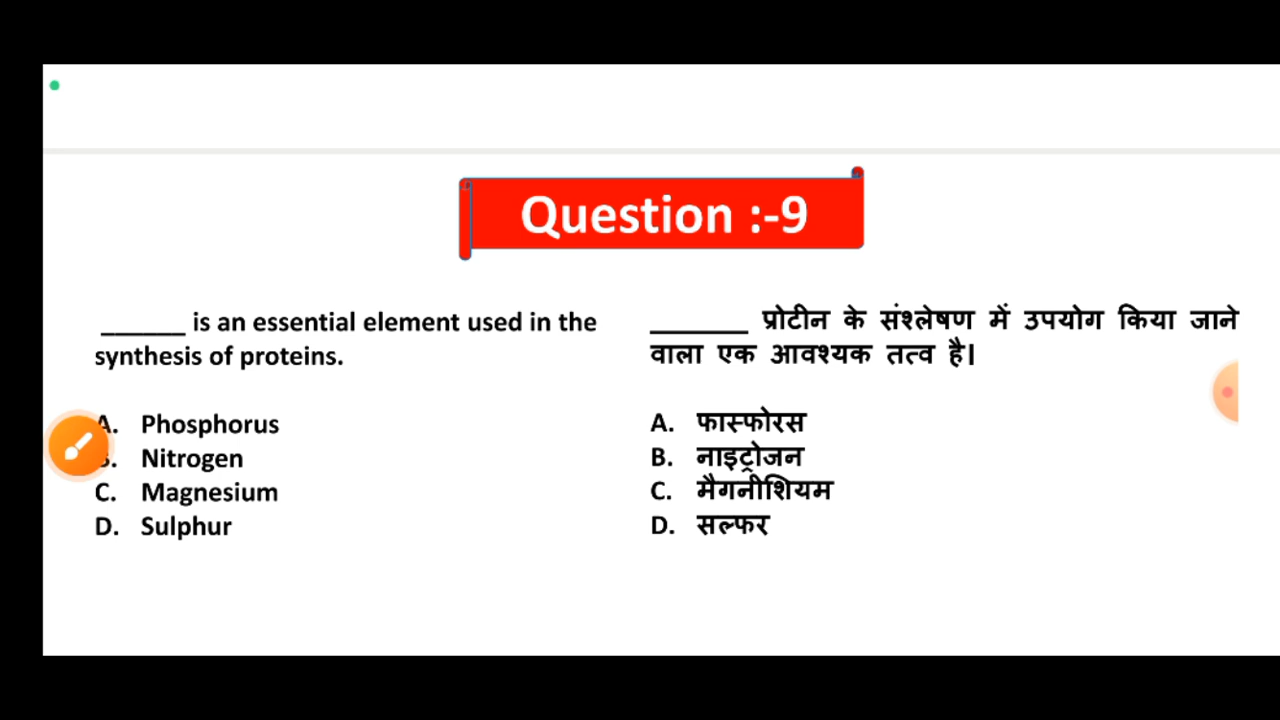 Question :-9
______ is an essential element used in the
synthesis of proteins.
A. Phosphorus
B. Nitrogen
C. Magnesium
D. Sulphur
_______ प्रोटीन के संश्लेषण में उपयोग किया जाने
वाला एक आवश्यक तत्व है।
A. फास्फोरस
B. नाइट्रोजन
C. मैगनीशियम
D. सल्फर